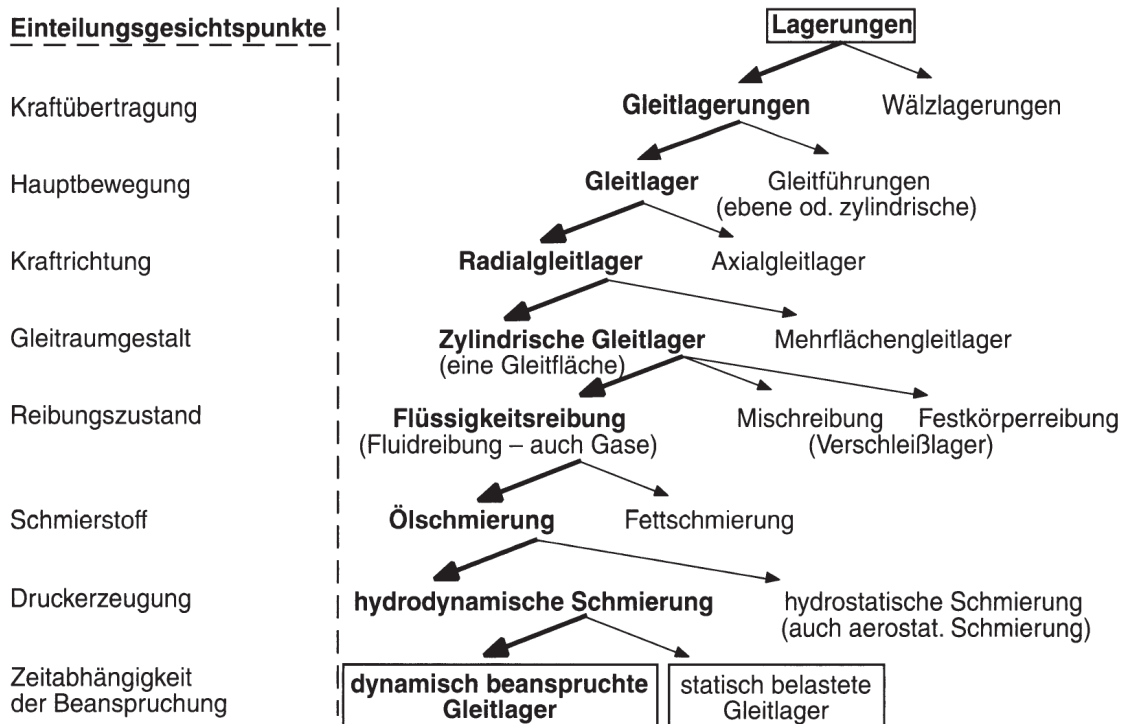 Einteilungsgesichtspunkte
Lagerungen
Kraftübertragung
Gleitlagerungen
Wälzlagerungen
Hauptbewegung
Gleitlager
Gleitführungen
(ebene od. zylindrische)
Kraftrichtung
Radialgleitlager
Axialgleitlager
Gleitraumgestalt
Zylindrische Gleitlager
(eine Gleitfläche)
Mehrflächengleitlager
Reibungszustand
Flüssigkeitsreibung
(Fluidreibung – auch Gase)
Mischreibung
Festkörperreibung
(Verschleißlager)
Schmierstoff
Ölschmierung
Fettschmierung
Druckerzeugung
hydrodynamische Schmierung
hydrostatische Schmierung
(auch aerostat. Schmierung)
Zeitabhängigkeit
der Beanspruchung
dynamisch beanspruchte
Gleitlager
statisch belastete
Gleitlager